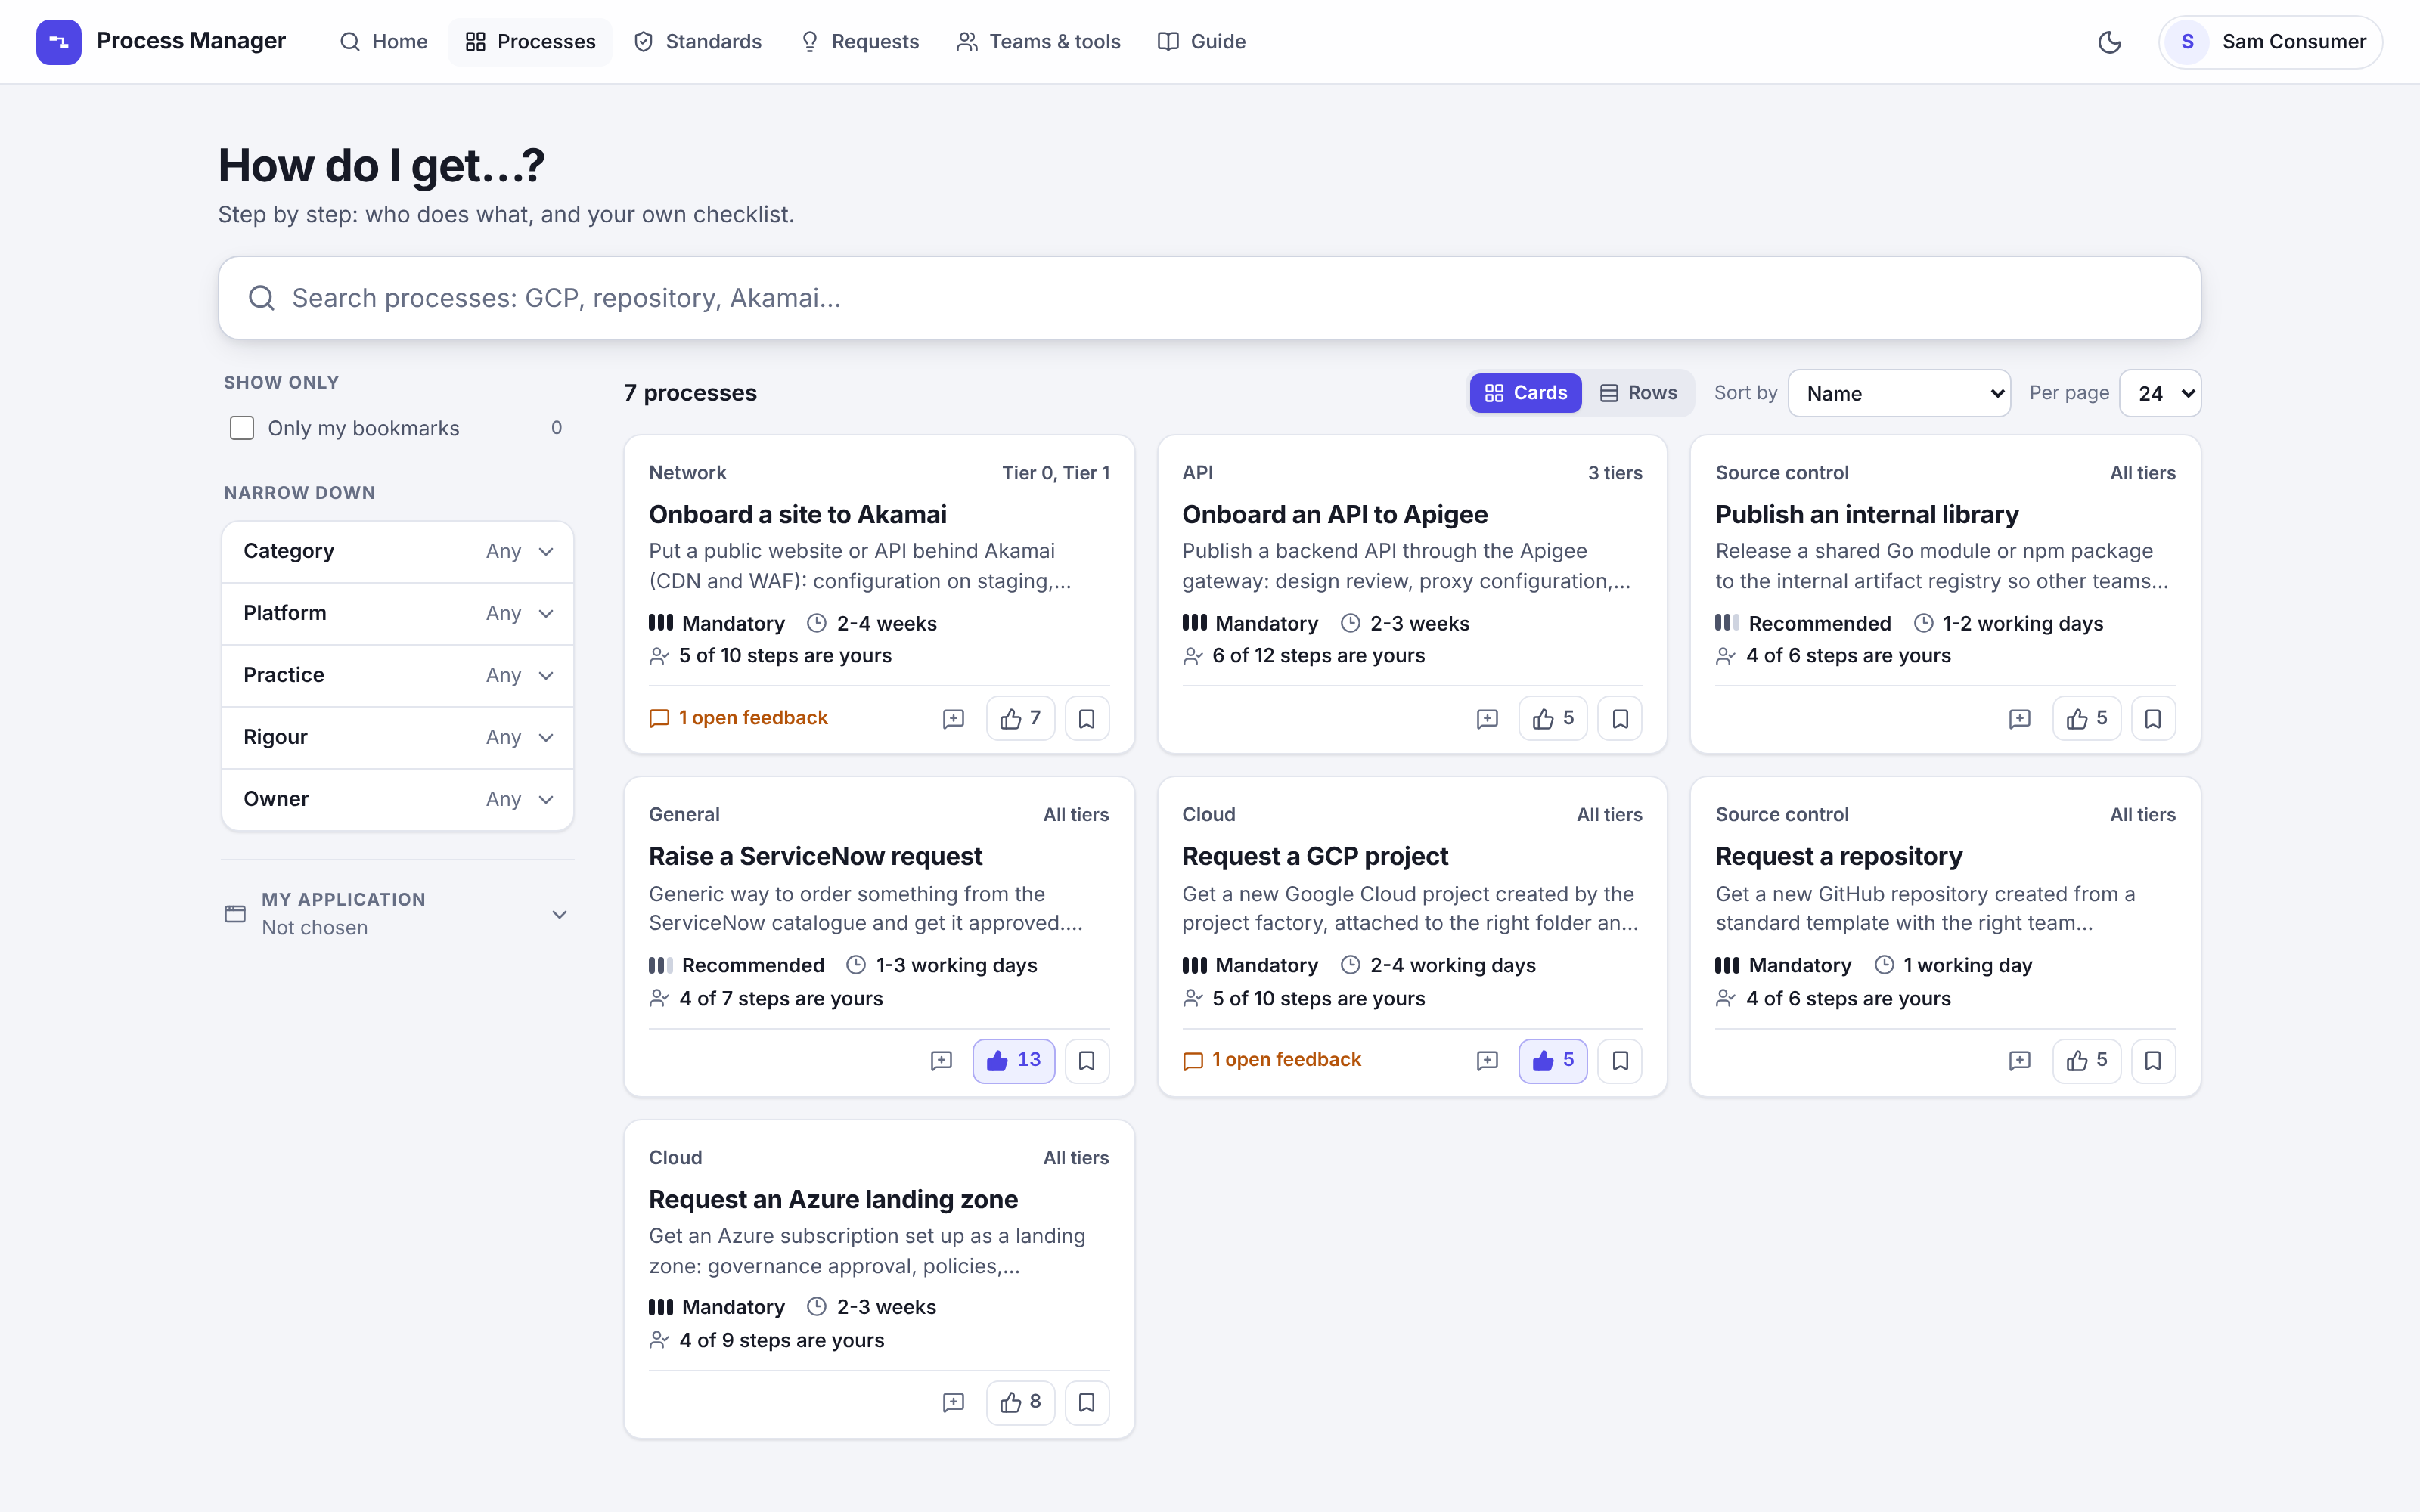 Process Manager
Home
Processes
Standards
Requests
Teams & tools
Guide
S
Sam Consumer
How do I get...?
Step by step: who does what, and your own checklist.
Search processes: GCP, repository, Akamai...
SHOW ONLY
Only my bookmarks
0
NARROW DOWN
Category
Any
Platform
Any
Practice
Any
Rigour
Any
Owner
Any
MY APPLICATION
Not chosen
7 processes
Cards
Rows
Sort by
Name
Per page
24
Network
Tier 0, Tier 1
Onboard a site to Akamai
Put a public website or API behind Akamai
(CDN and WAF): configuration on staging,...
Mandatory
2-4 weeks
5 of 10 steps are yours
1 open feedback
7
API
3 tiers
Onboard an API to Apigee
Publish a backend API through the Apigee
gateway: design review, proxy configuration,...
Mandatory
2-3 weeks
6 of 12 steps are yours
5
Source control
All tiers
Publish an internal library
Release a shared Go module or npm package
to the internal artifact registry so other teams...
Recommended
1-2 working days
4 of 6 steps are yours
5
General
All tiers
Raise a ServiceNow request
Generic way to order something from the
ServiceNow catalogue and get it approved....
Recommended
1-3 working days
4 of 7 steps are yours
13
Cloud
All tiers
Request a GCP project
Get a new Google Cloud project created by the
project factory, attached to the right folder an...
Mandatory
2-4 working days
5 of 10 steps are yours
1 open feedback
5
Source control
All tiers
Request a repository
Get a new GitHub repository created from a
standard template with the right team...
Mandatory
1 working day
4 of 6 steps are yours
5
Cloud
All tiers
Request an Azure landing zone
Get an Azure subscription set up as a landing
zone: governance approval, policies,...
Mandatory
2-3 weeks
4 of 9 steps are yours
8